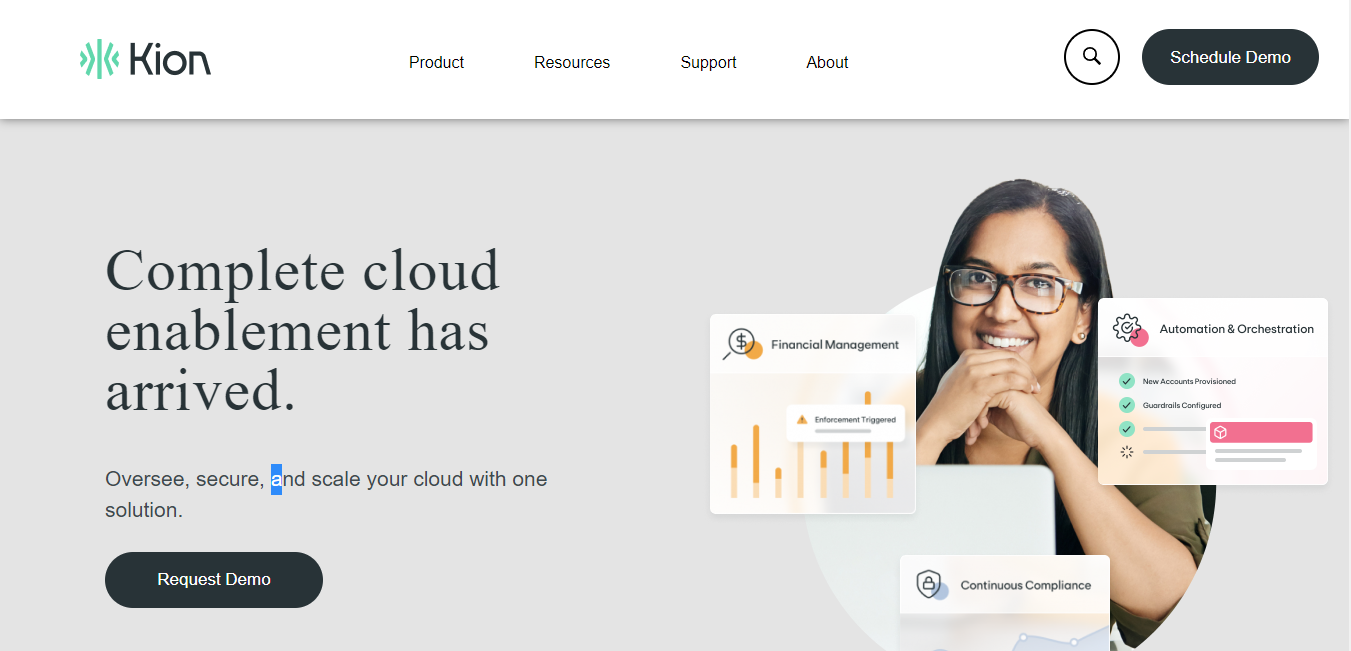 Kion
Product
Resources
Support
About
Schedule Demo
Complete cloud
enablement has
arrived.
Oversee, secure, and scale your cloud with one
solution.
Request Demo
Financial Management
Enforcement Triggered
Automation & Orchestration
New Accounts Provisioned
Guardrails Configured
Continuous Compliance